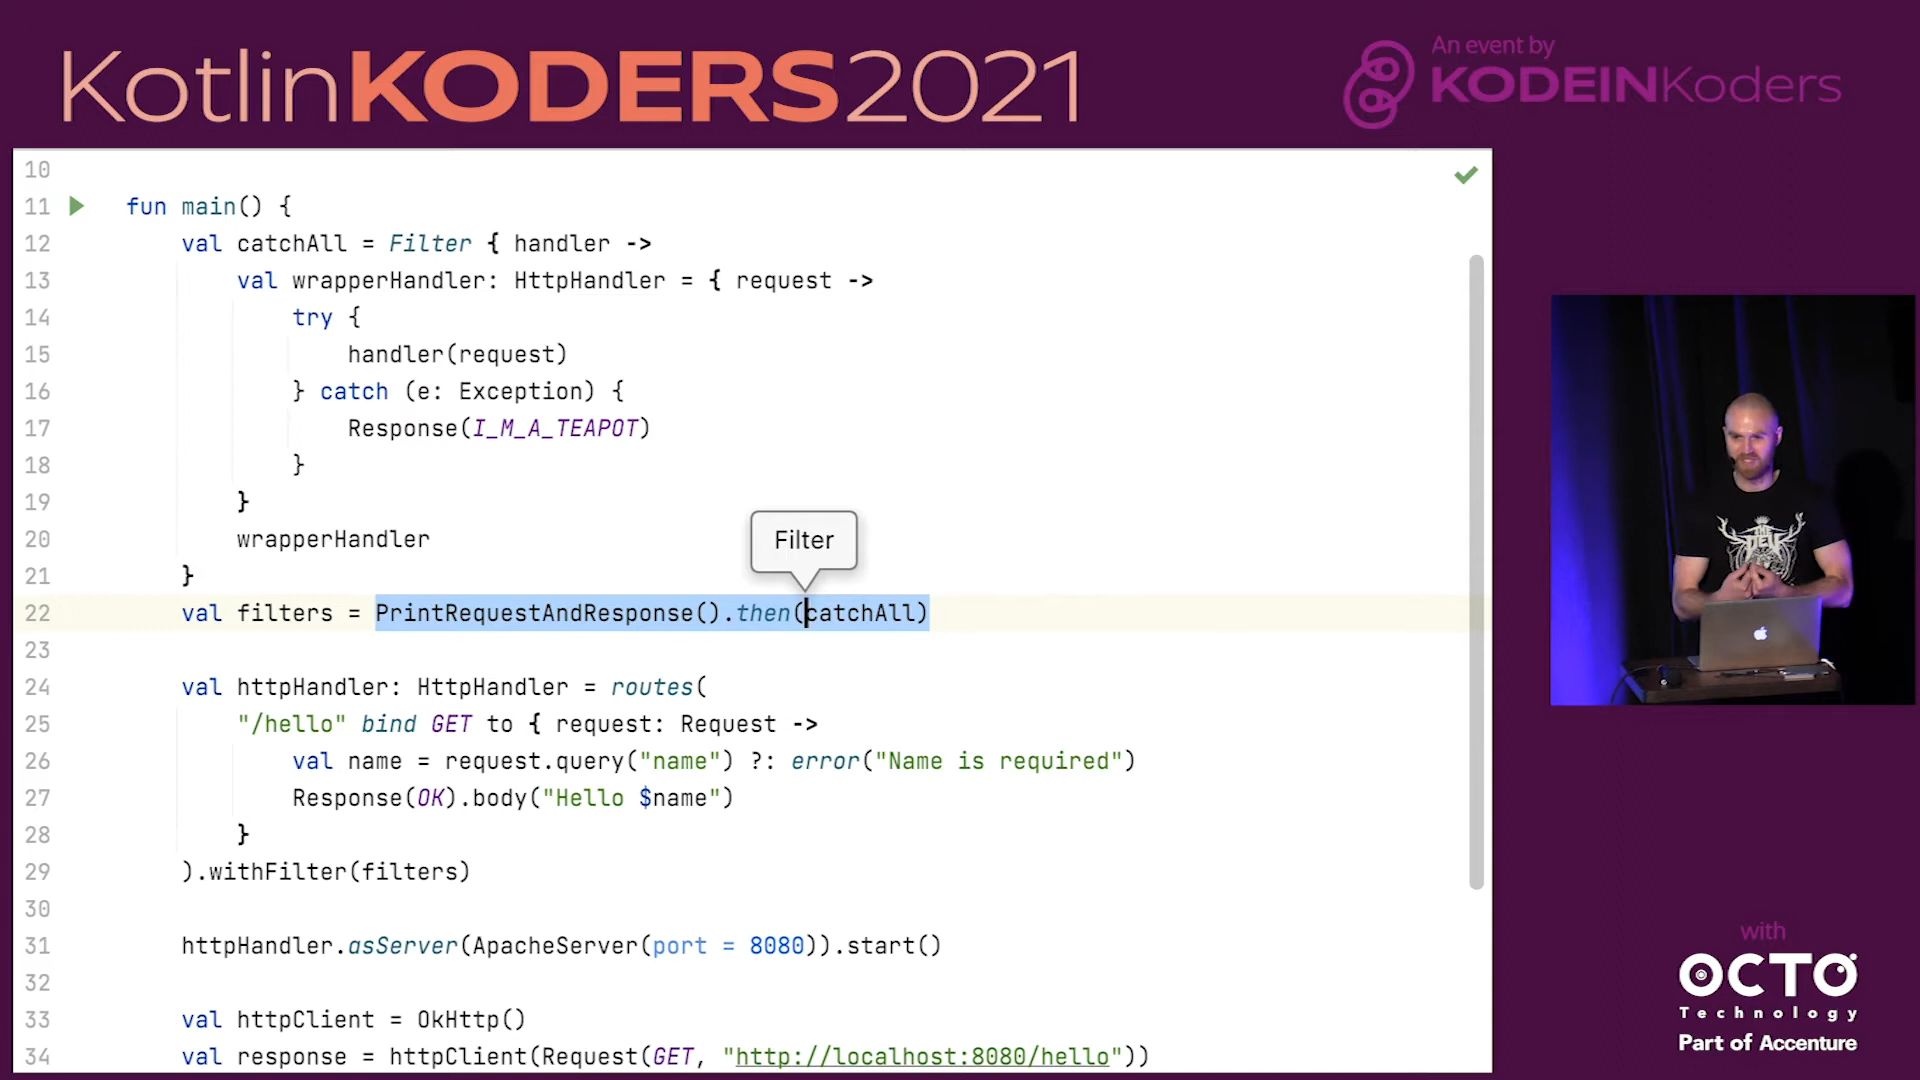 KotlinKODERS2021
An event by
KODEINKoders
10
11 fun main() {
12 val catchAll = Filter { handler ->
13 val wrapperHandler: HttpHandler = { request ->
14 try {
15 handler(request)
16 } catch (e: Exception) {
17 Response(I_M_A_TEAPOT)
18 }
19 }
20 wrapperHandler
Filter
21 }
22 val filters = PrintRequestAndResponse().then(catchAll)
23
24 val httpHandler: HttpHandler = routes(
25 "/hello" bind GET to { request: Request ->
26 val name = request.query("name") ?: error("Name is required")
27 Response(OK).body("Hello $name")
28 }
29 ).withFilter(filters)
30
31 httpHandler.asServer(ApacheServer(port = 8080)).start()
32
33 val httpClient = OkHttp()
34 val response = httpClient(Request(GET, "http://localhost:8080/hello"))
with
OCTO
Technology
Part of Accenture